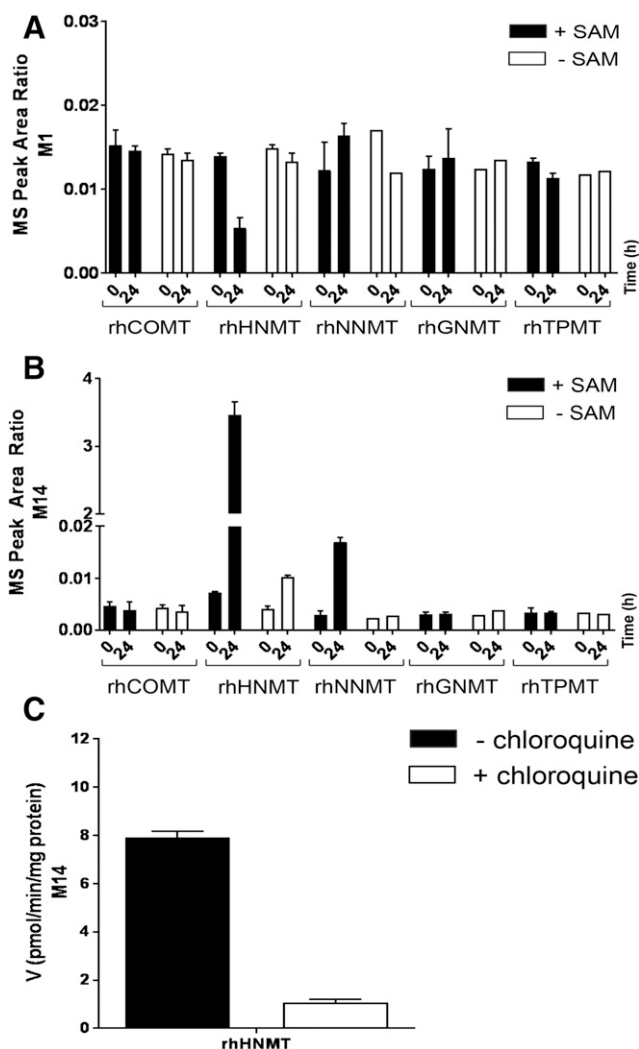 A
+ SAM
- SAM
MS Peak Area Ratio
M1
0.03
0.02
0.01
0.00
0 24 0 24 0 24 0 24 0 24 0 24 0 24 0 24 0 24 0 24
Time (h)
rhCOMT rhHNMT rhNNMT rhGNMT rhTPMT
B
+ SAM
- SAM
MS Peak Area Ratio
M14
4
3
2
0.02
0.01
0.00
0 24 0 24 0 24 0 24 0 24 0 24 0 24 0 24 0 24 0 24
Time (h)
rhCOMT rhHNMT rhNNMT rhGNMT rhTPMT
C
- chloroquine
+ chloroquine
V (pmol/min/mg protein)
M14
12
10
8
6
4
2
0
rhHNMT